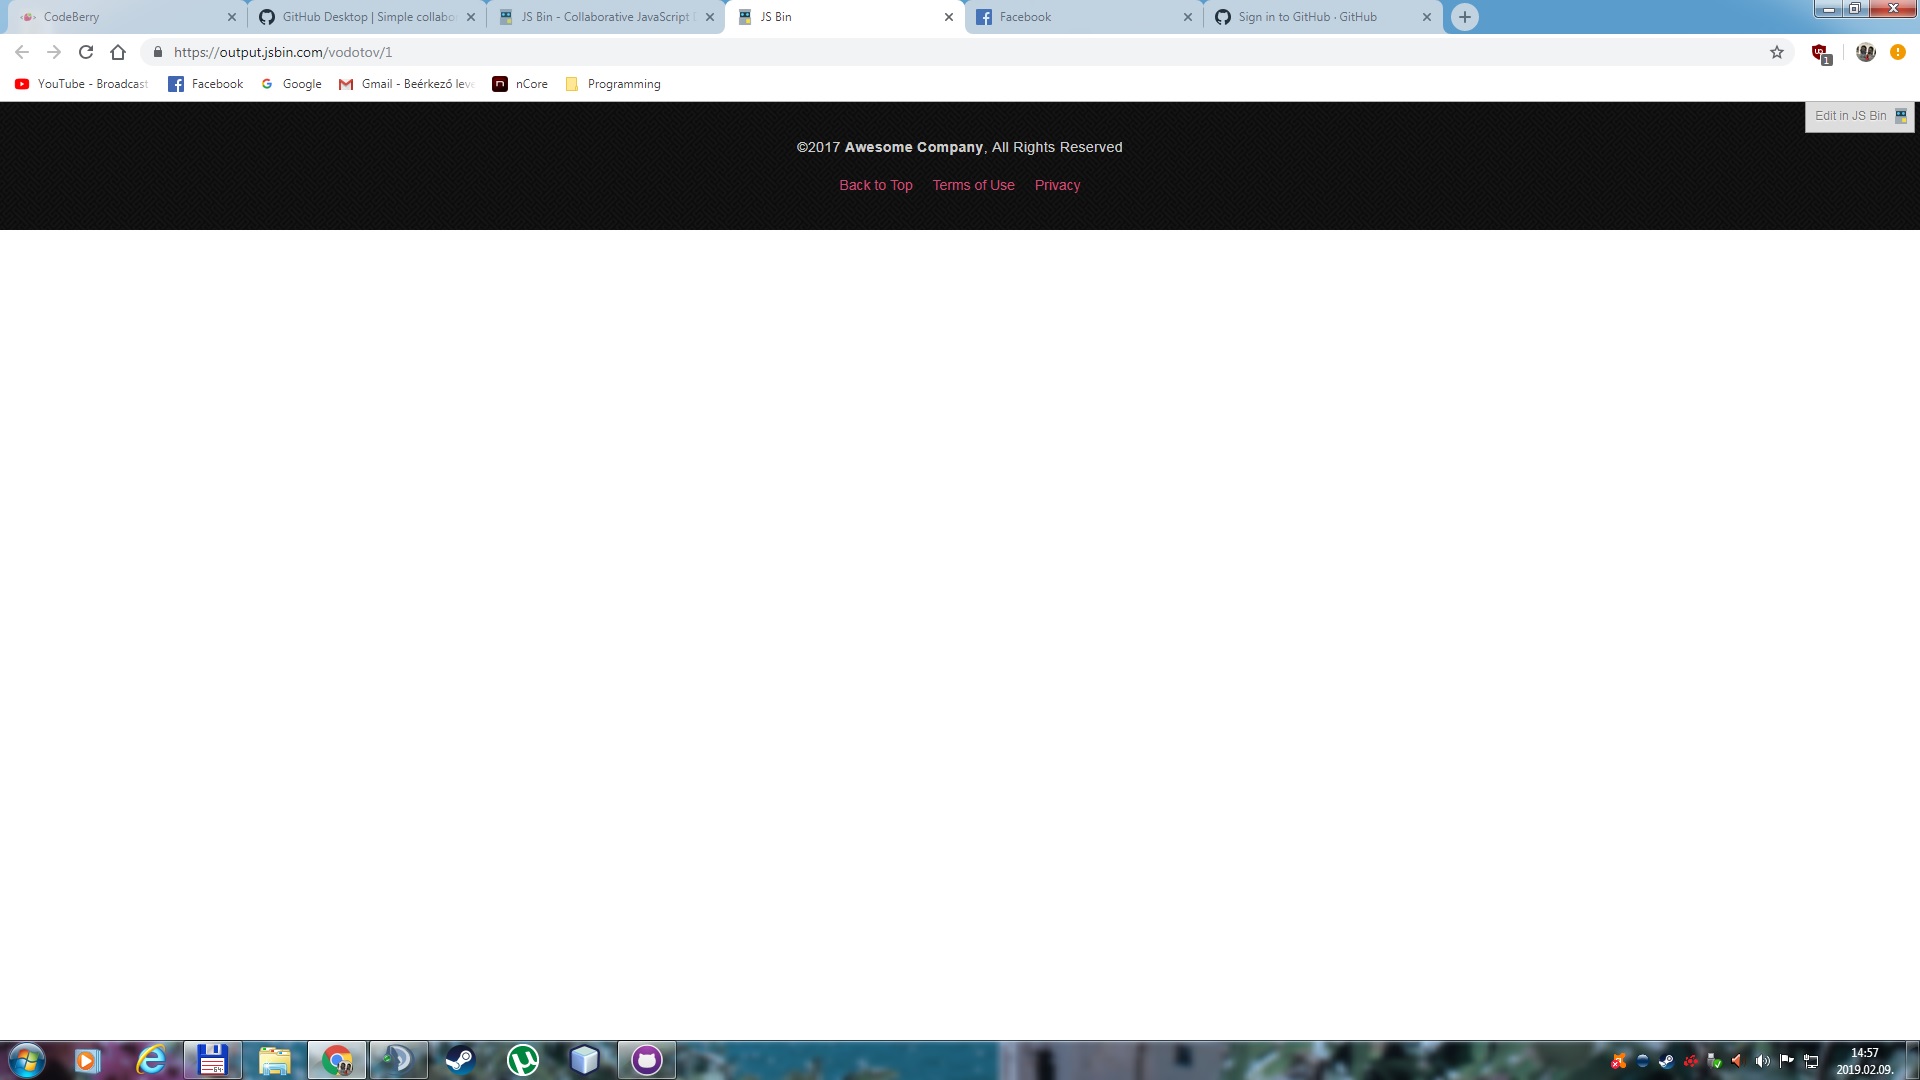 CodeBerry
GitHub Desktop | Simple collabo
JS Bin - Collaborative JavaScript
JS Bin
Facebook
Sign in to GitHub · GitHub
https://output.jsbin.com/vodotov/1
1
YouTube - Broadcast
Facebook
Google
Gmail - Beérkező leve
nCore
Programming
Edit in JS Bin
©2017 Awesome Company, All Rights Reserved
Back to Top Terms of Use Privacy
64
14:57
2019.02.09.